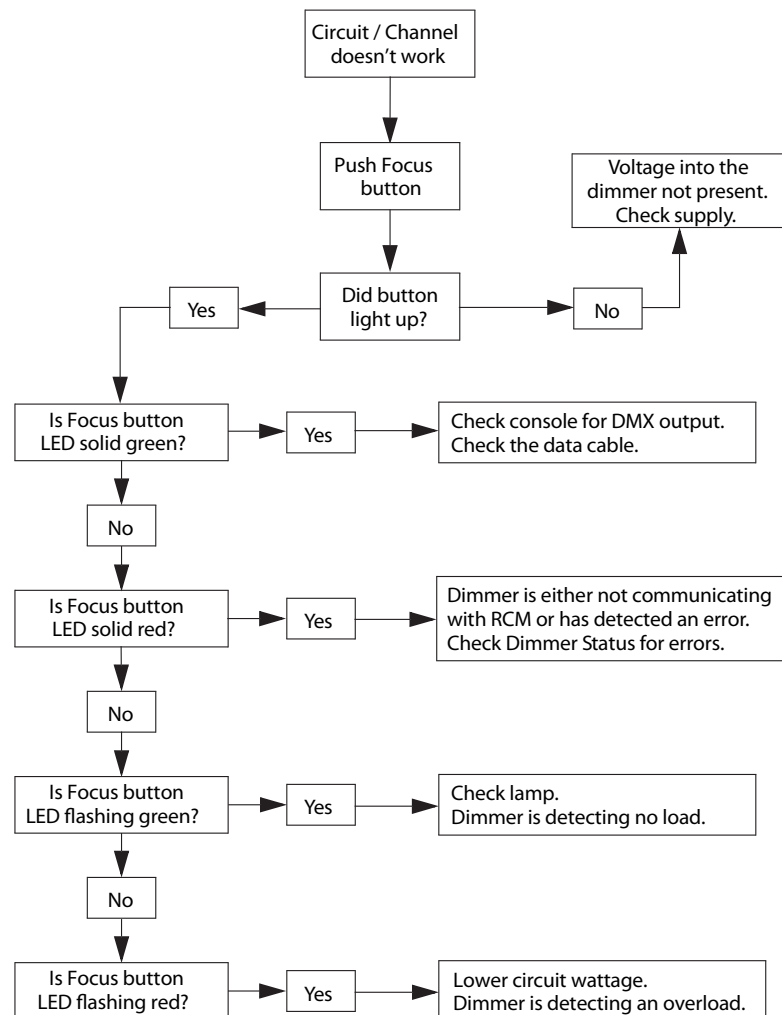 Circuit / Channel
doesn’t work
Push Focus
button
Voltage into the
dimmer not present.
Check supply.
Did button
light up?
Yes
No
Is Focus button
LED solid green?
Yes
Check console for DMX output.
Check the data cable.
No
Is Focus button
LED solid red?
Yes
Dimmer is either not communicating
with RCM or has detected an error.
Check Dimmer Status for errors.
No
Is Focus button
LED flashing green?
Yes
Check lamp.
Dimmer is detecting no load.
No
Is Focus button
LED flashing red?
Yes
Lower circuit wattage.
Dimmer is detecting an overload.